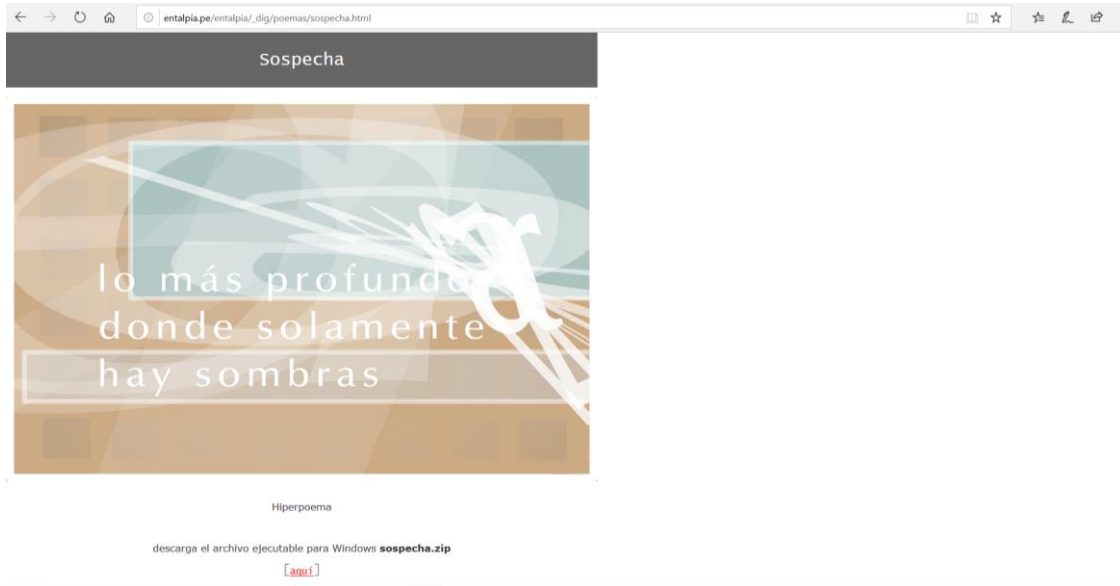 entalpia.pe/entalpia/_dig/poemas/sospecha.html
Sospecha
lo más profundo
donde solamente
hay sombras
a
Hiperpoema
descarga el archivo ejecutable para Windows sospecha.zip
[aquí]